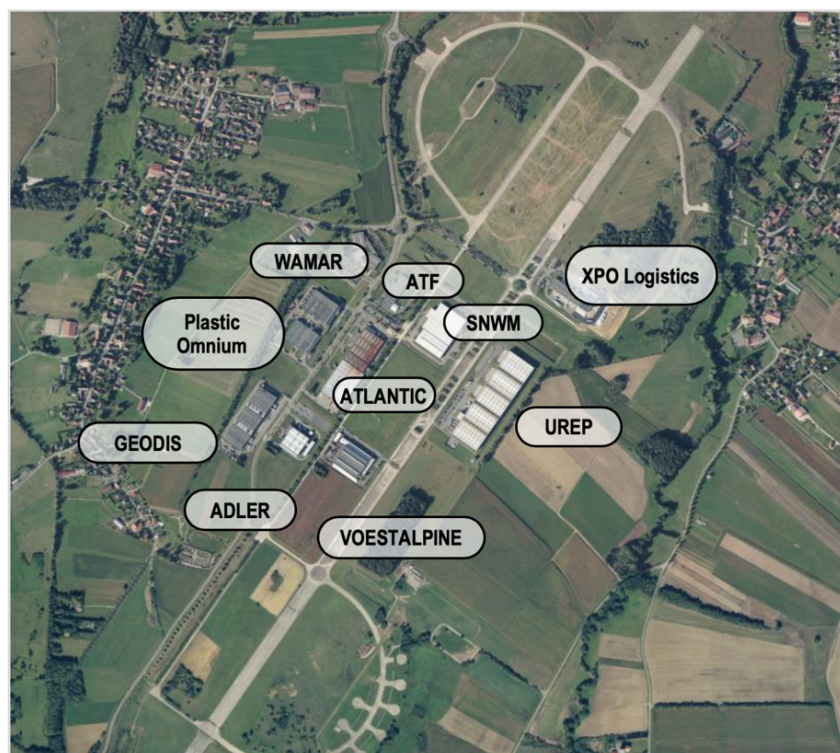 WAMAR
ATF
XPO Logistics
Plastic
Omnium
SNWM
ATLANTIC
UREP
GEODIS
ADLER
VOESTALPINE